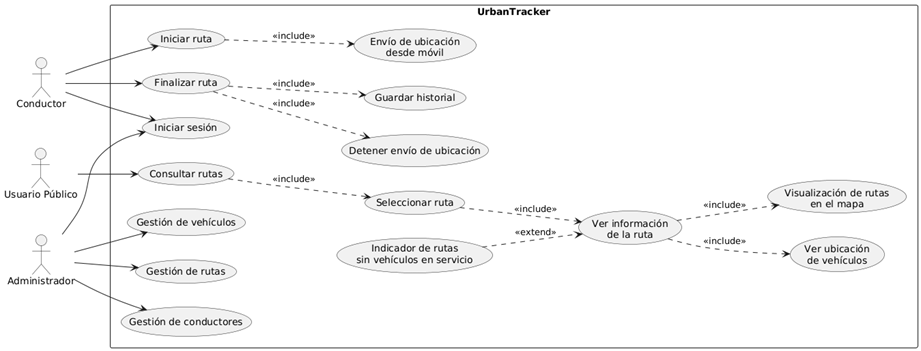 UrbanTracker
Iniciar ruta
«include»
Envío de ubicación
desde móvil
Conductor
Finalizar ruta
«include»
Guardar historial
«include»
Iniciar sesión
Detener envío de ubicación
Usuario Público
Consultar rutas
«include»
Seleccionar ruta
«include»
Ver información
de la ruta
«include»
Visualización de rutas
en el mapa
Gestión de vehículos
Indicador de rutas
sin vehículos en servicio
«extend»
«include»
Ver ubicación
de vehículos
Administrador
Gestión de rutas
Gestión de conductores